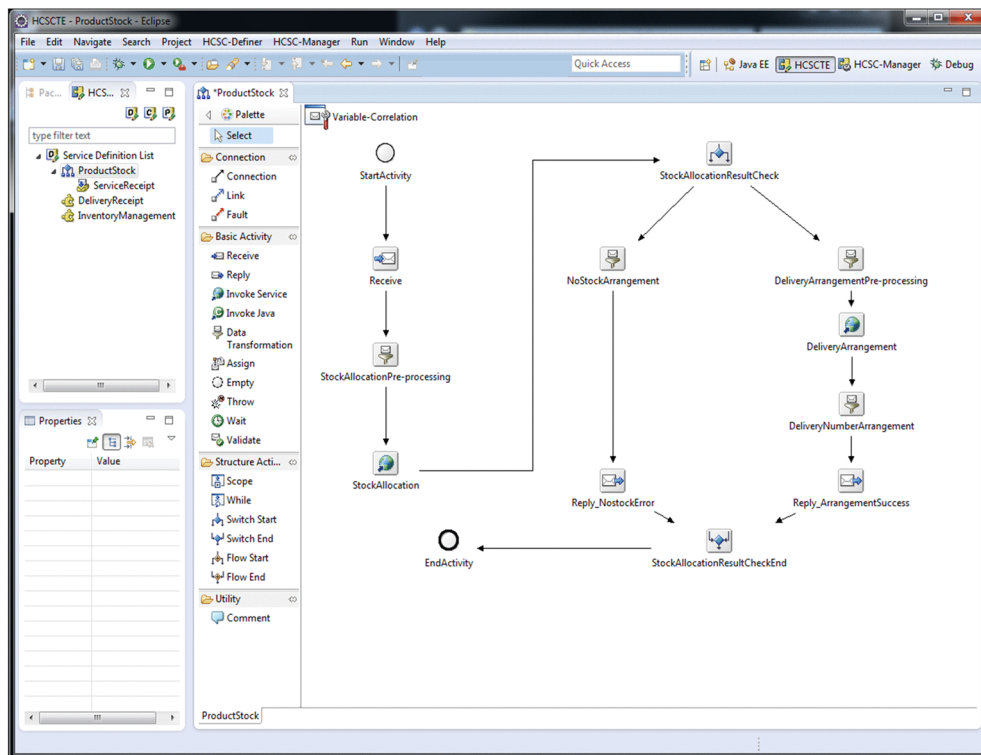 HCSCTE - ProductStock - Eclipse
File Edit Navigate Search Project HCSC-Definer HCSC-Manager Run Window Help
Quick Access
Java EE HCSCTE HCSC-Manager Debug
Pac... HCS...
type filter text
Service Definition List
ProductStock
ServiceReceipt
DeliveryReceipt
InventoryManagement
Properties
Property Value
*ProductStock
Palette
Select
Connection
Connection
Link
Fault
Basic Activity
Receive
Reply
Invoke Service
Invoke Java
Data
Transformation
Assign
Empty
Throw
Wait
Validate
Structure Acti...
Scope
While
Switch Start
Switch End
Flow Start
Flow End
Utility
Comment
Variable-Correlation
StartActivity
Receive
StockAllocationPre-processing
StockAllocation
StockAllocationResultCheck
NoStockArrangement
DeliveryArrangementPre-processing
DeliveryArrangement
DeliveryNumberArrangement
Reply_NostockError
Reply_ArrangementSuccess
StockAllocationResultCheckEnd
EndActivity
ProductStock